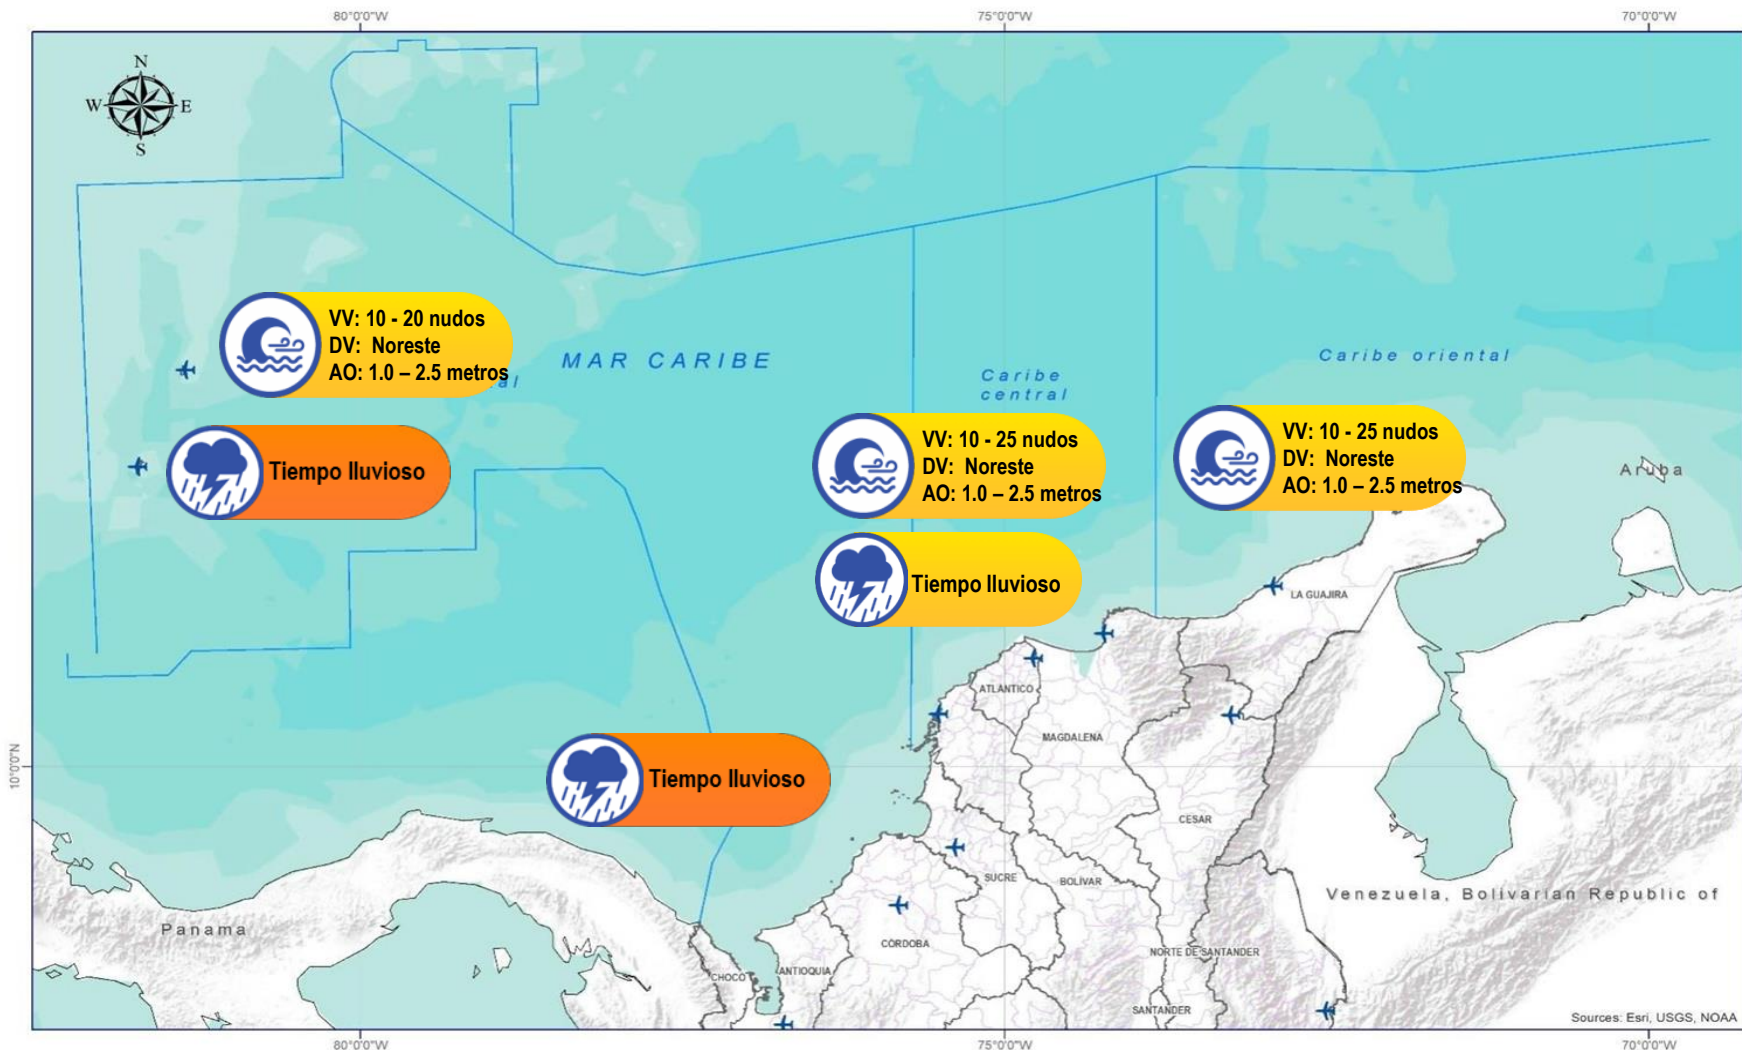 80°0'0"W
75°0'0"W
70°0'0"W
N
W
E
S
VV: 10 - 20 nudos
DV: Noreste
AO: 1.0 – 2.5 metros
al
MAR CARIBE
Caribe
central
Caribe oriental
Tiempo lluvioso
VV: 10 - 25 nudos
DV: Noreste
AO: 1.0 – 2.5 metros
VV: 10 - 25 nudos
DV: Noreste
AO: 1.0 – 2.5 metros
Aruba
Tiempo lluvioso
LA GUAJIRA
ATLANTICO
MAGDALENA
10°0'0"N
Tiempo lluvioso
CESAR
SUCRE
BOLÍVAR
Venezuela, Bolivarian Republic of
Panama
CÓRDOBA
NORTE DE SANTANDER
CHOCO
ANTIOQUIA
SANTANDER
Sources: Esri, USGS, NOAA
80°0'0"W
75°0'0"W
70°0'0"W